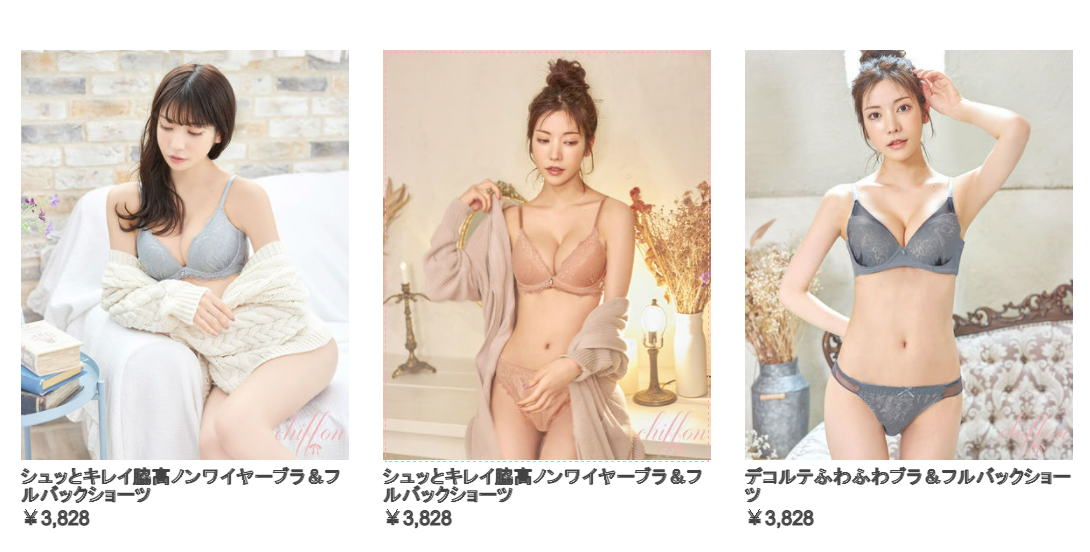 chiffon
chiffon
chiffon
シュッとキレイ脇高ノンワイヤーブラ＆フ
ルバックショーツ
￥3,828
シュッとキレイ脇高ノンワイヤーブラ＆フ
ルバックショーツ
￥3,828
デコルテふわふわブラ＆フルバックショー
ツ
￥3,828